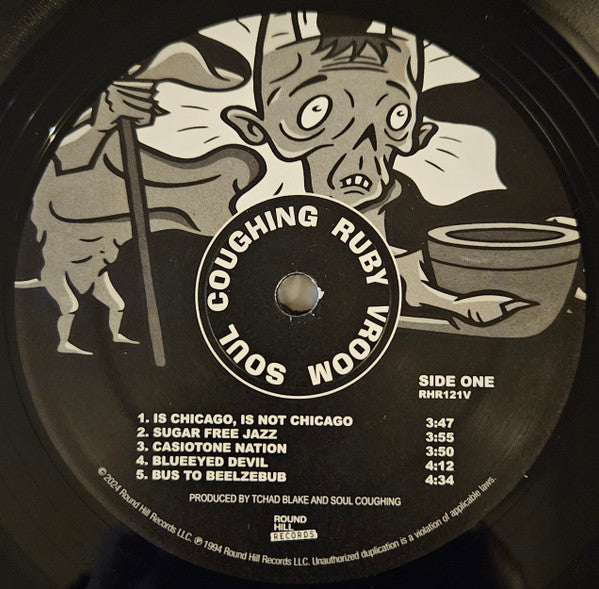 SOUL COUGHING RUBY VROOM
SIDE ONE
RHR121V
1. IS CHICAGO, IS NOT CHICAGO 3:47
2. SUGAR FREE JAZZ 3:55
3. CASIOTONE NATION 3:50
4. BLUEEYED DEVIL 4:12
5. BUS TO BEELZEBUB 4:34
PRODUCED BY TCHAD BLAKE AND SOUL COUGHING
ROUND
HILL
RECORDS
© 2024 Round Hill Records LLC. ℗ 1994 Round Hill Records LLC. Unauthorized duplication is a violation of applicable laws.